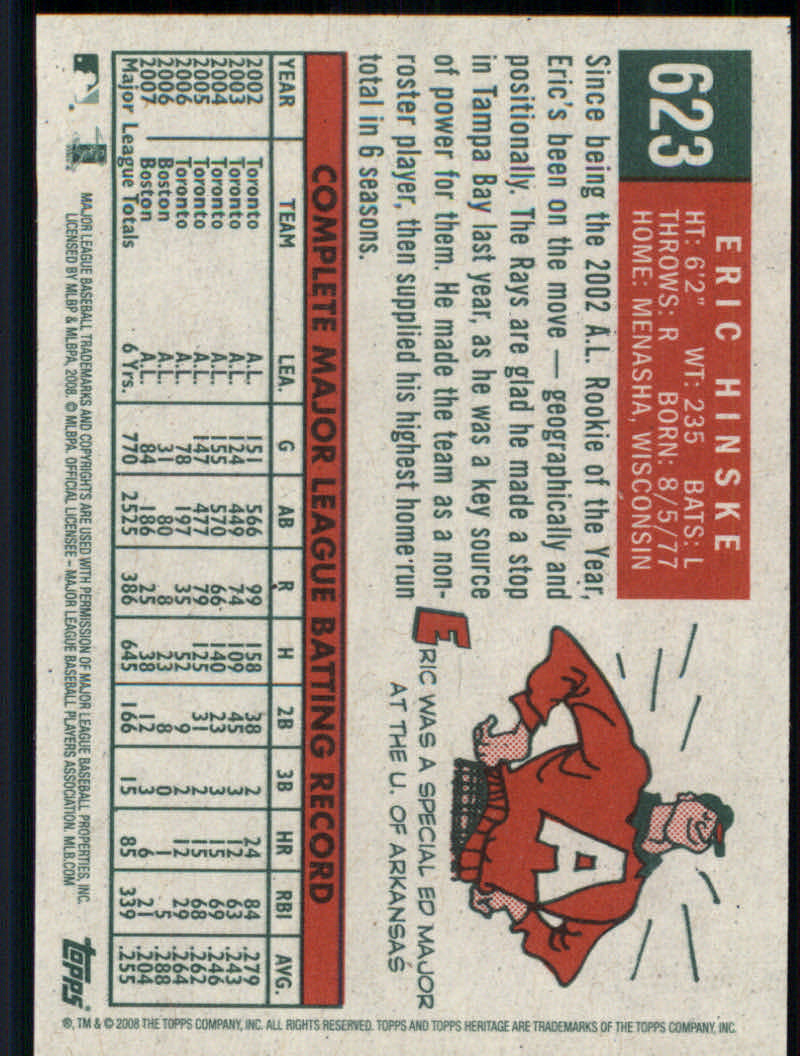 623
ERIC HINSKE
HT: 6'2" WT: 235 BATS: L
THROWS: R BORN: 8/5/77
HOME: MENASHA, WISCONSIN
Since being the 2002 A.L. Rookie of the Year,
Eric's been on the move — geographically and
positionally. The Rays are glad he made a stop
in Tampa Bay last year, as he was a key source
of power for them. He made the team as a non-
roster player, then supplied his highest home run
total in 6 seasons.
A
ERIC WAS A SPECIAL ED MAJOR
AT THE U. OF ARKANSAS
COMPLETE MAJOR LEAGUE BATTING RECORD
YEAR TEAM LEA. G AB R H 2B 3B HR RBI AVG.
2002 Toronto A.L. 151 566 99 158 38 2 24 84 .279
2003 Toronto A.L. 124 449 74 109 45 3 12 63 .243
2004 Toronto A.L. 155 570 66 140 23 3 15 69 .246
2005 Toronto A.L. 147 477 79 125 31 2 15 68 .262
2006 Toronto A.L. 78 197 35 52 9 2 12 29 .264
2006 Boston A.L. 31 80 8 23 8 0 1 5 .288
2007 Boston A.L. 84 186 25 38 12 3 6 21 .204
Major League Totals 6 Yrs. 770 2525 386 645 166 15 85 339 .255
MAJOR LEAGUE BASEBALL TRADEMARKS AND COPYRIGHTS ARE USED WITH PERMISSION OF MAJOR LEAGUE BASEBALL PROPERTIES, INC.
LICENSED BY MLBP & MLBPA, 2008. © MLBPA. OFFICIAL LICENSEE – MAJOR LEAGUE BASEBALL PLAYERS ASSOCIATION. MLB.COM
topps
®, TM & © 2008 THE TOPPS COMPANY, INC. ALL RIGHTS RESERVED. TOPPS AND TOPPS HERITAGE ARE TRADEMARKS OF THE TOPPS COMPANY, INC.